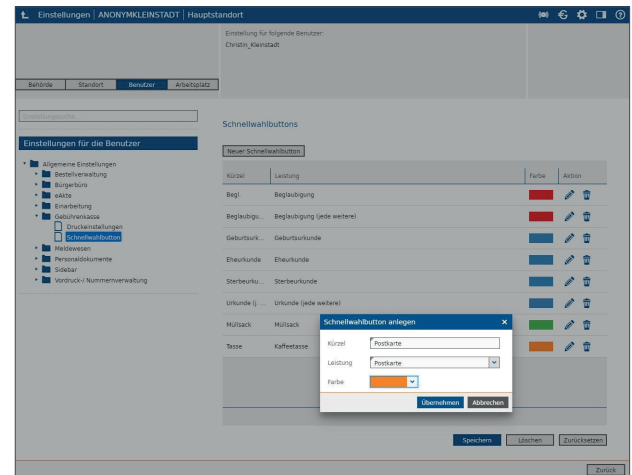 Einstellungen | ANONYMKLEINSTADT | Hauptstandort
Einstellung für folgende Benutzer:
Christin_Kleinstadt
Behörde Standort Benutzer Arbeitsplatz
Einstellungssuche...
Einstellungen für die Benutzer
Allgemeine Einstellungen
Bestellverwaltung
Bürgerbüro
eAkte
Einarbeitung
Gebührenkasse
Druckeinstellungen
Schnellwahlbutton
Meldewesen
Personaldokumente
Sidebar
Vordruck-/ Nummernverwaltung
Schnellwahlbuttons
Neuer Schnellwahlbutton
Kürzel Leistung Farbe Aktion
Begl. Beglaubigung
Beglaubigu... Beglaubigung (jede weitere)
Geburtsurk... Geburtsurkunde
Eheurkunde Eheurkunde
Sterbeurku... Sterbeurkunde
Urkunde (j. ... Urkunde (jede weitere)
Müllsack Müllsack
Tasse Kaffeetasse
Schnellwahlbutton anlegen
Kürzel Postkarte
Leistung Postkarte
Farbe
Übernehmen Abbrechen
Speichern Löschen Zurücksetzen
Zurück